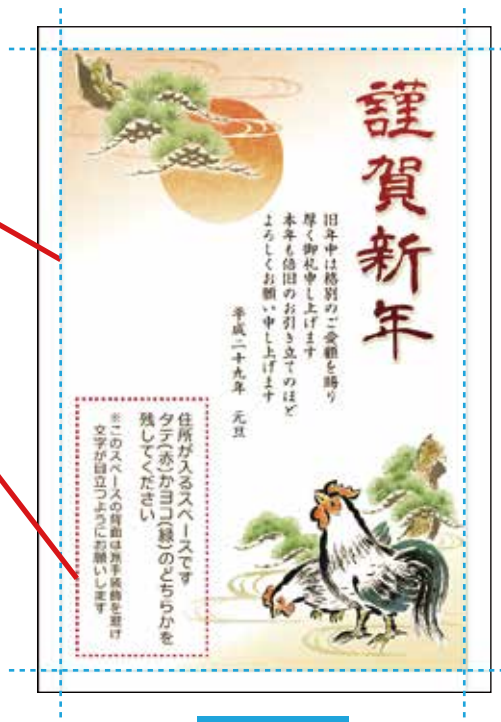 謹賀新年
旧年中は格別のご愛顧を賜り
厚く御礼申し上げます
本年も倍旧のお引き立てのほど
よろしくお願い申し上げます
平成二十九年 元旦
住所が入るスペースです
タテ(赤)かヨコ(緑)のどちらかを
残してください
※このスペースの背面は派手装飾を避け
文字が目立つようにお願いします